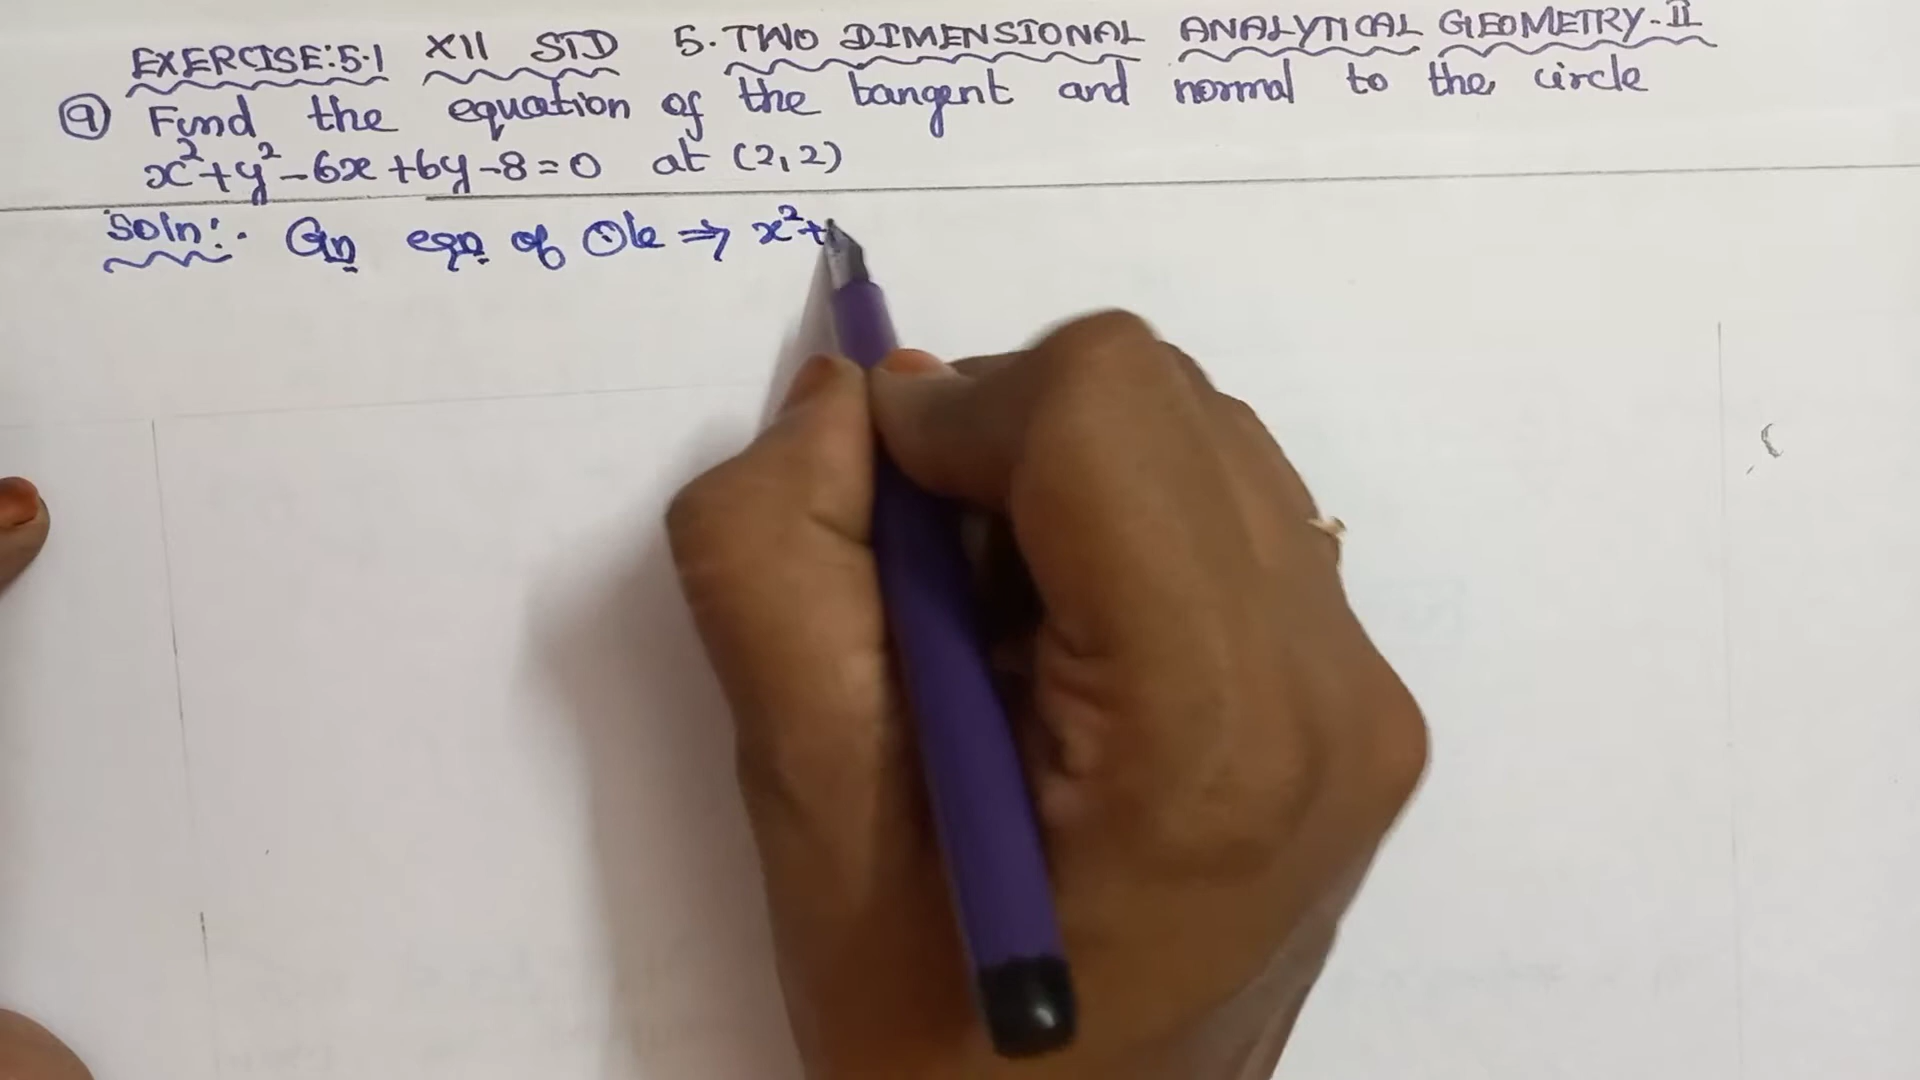 EXERCISE:5.1 XII STD 5. TWO DIMENSIONAL ANALYTICAL GEOMETRY-II
⑨ Find the equation of the tangent and normal to the circle
x²+y²-6x+6y-8=0 at (2,2)
Soln:- Gn eqn of ⊙le ⇒ x²+